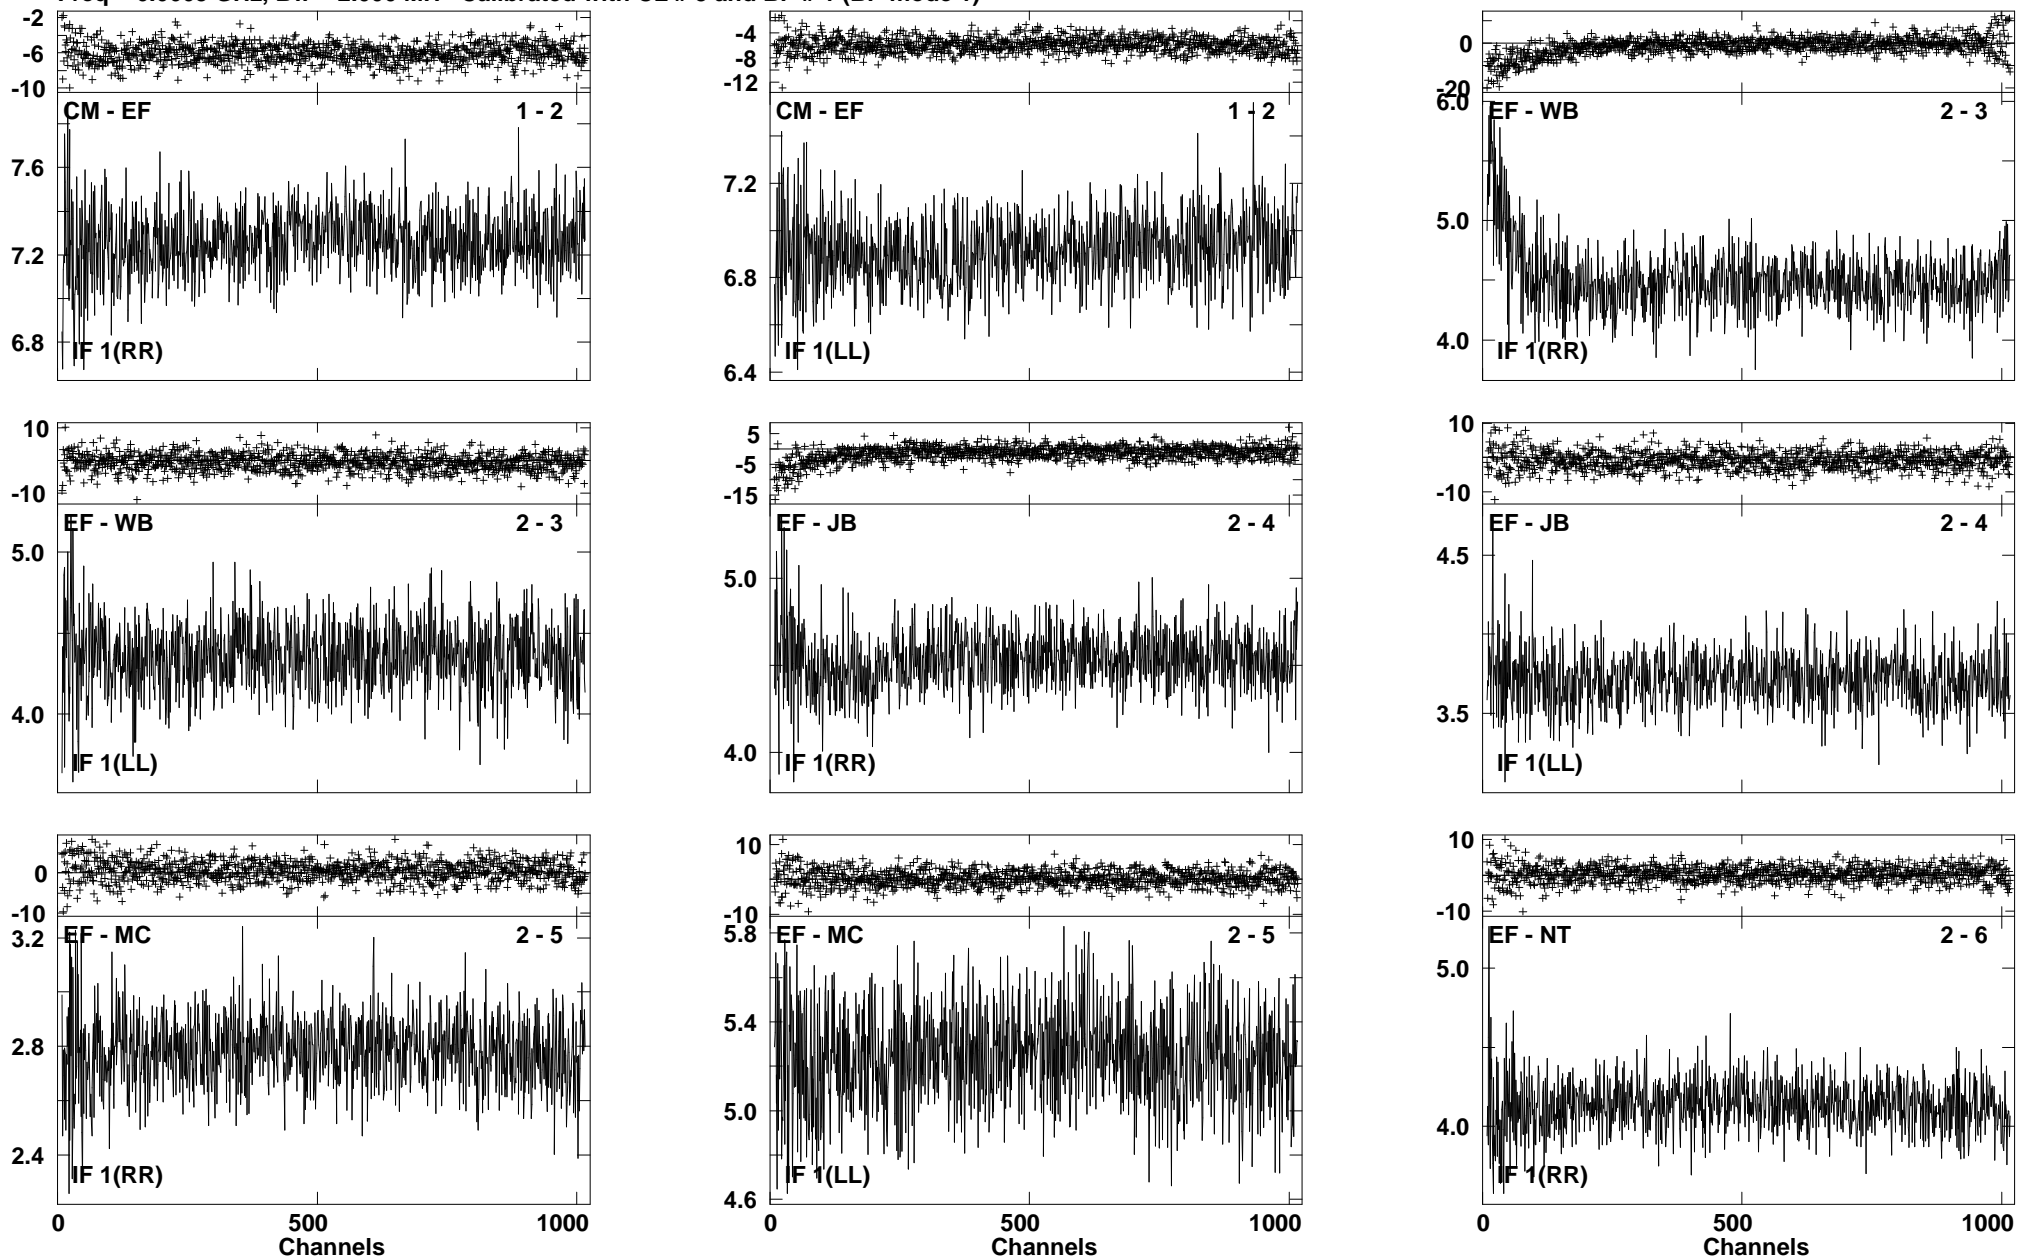 -2
-6
-10
CM - EF 1 - 2
7.6
7.2
6.8
IF 1(RR)
-4
-8
-12
CM - EF 1 - 2
7.2
6.8
6.4
IF 1(LL)
0
-20
6.0
EF - WB 2 - 3
5.0
4.0
IF 1(RR)
10
-10
EF - WB 2 - 3
5.0
4.0
IF 1(LL)
5
-5
-15
EF - JB 2 - 4
5.0
4.0
IF 1(RR)
10
-10
EF - JB 2 - 4
4.5
3.5
IF 1(LL)
0
-10
3.2
EF - MC 2 - 5
2.8
2.4
IF 1(RR)
0 500 1000
Channels
10
-10
5.8
EF - MC 2 - 5
5.4
5.0
4.6
IF 1(LL)
0 500 1000
Channels
10
-10
EF - NT 2 - 6
5.0
4.0
IF 1(RR)
0 500 1000
Channels